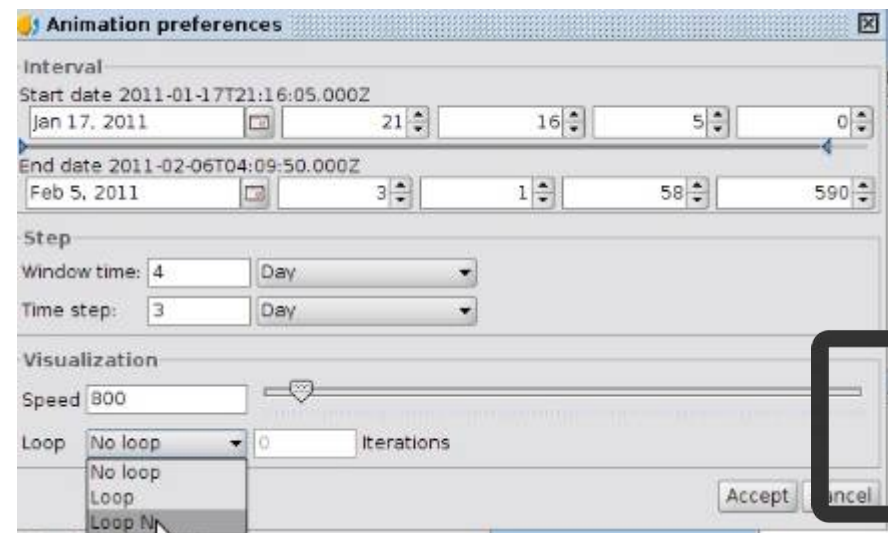 Animation preferences
Interval
Start date 2011-01-17T21:16:05.000Z
Jan 17, 2011 21 16 5 0
End date 2011-02-06T04:09:50.000Z
Feb 5, 2011 3 1 58 590
Step
Window time: 4 Day
Time step: 3 Day
Visualization
Speed 800
Loop No loop 0 Iterations
No loop
Loop
Loop N
Accept